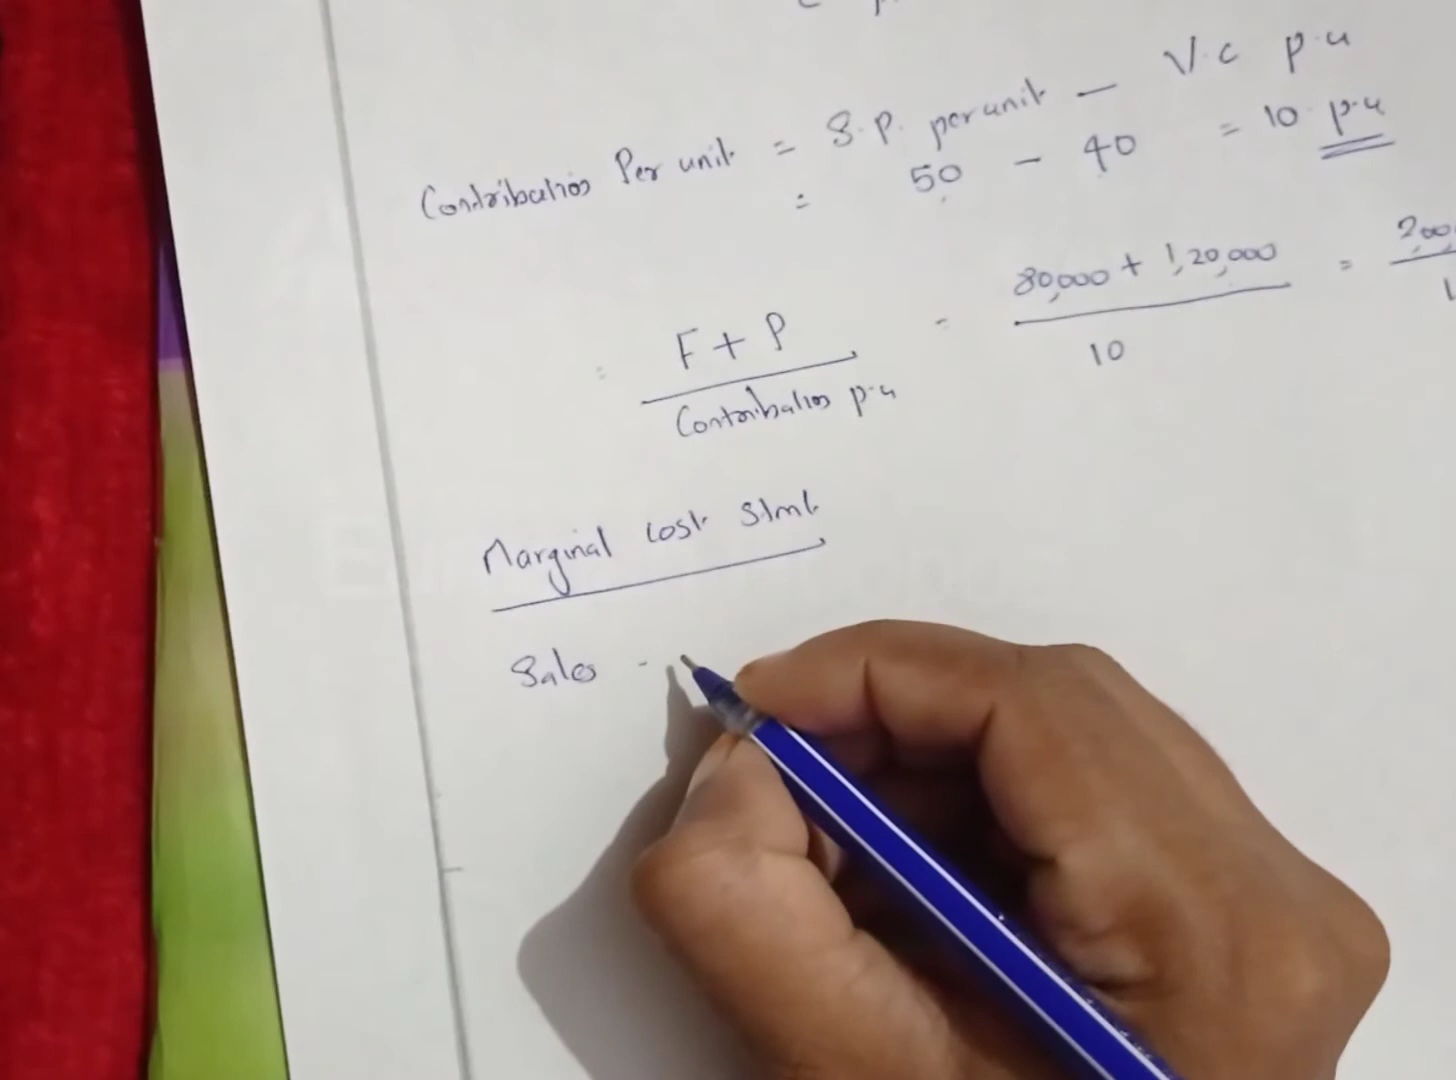 Contribution Per unit = S.P. per unit - V.C p.u
= 50 - 40 = 10 p.u
= F + P / Contribution p.u = 80,000 + 1,20,000 / 10 =
Marginal cost stmt
Sales -